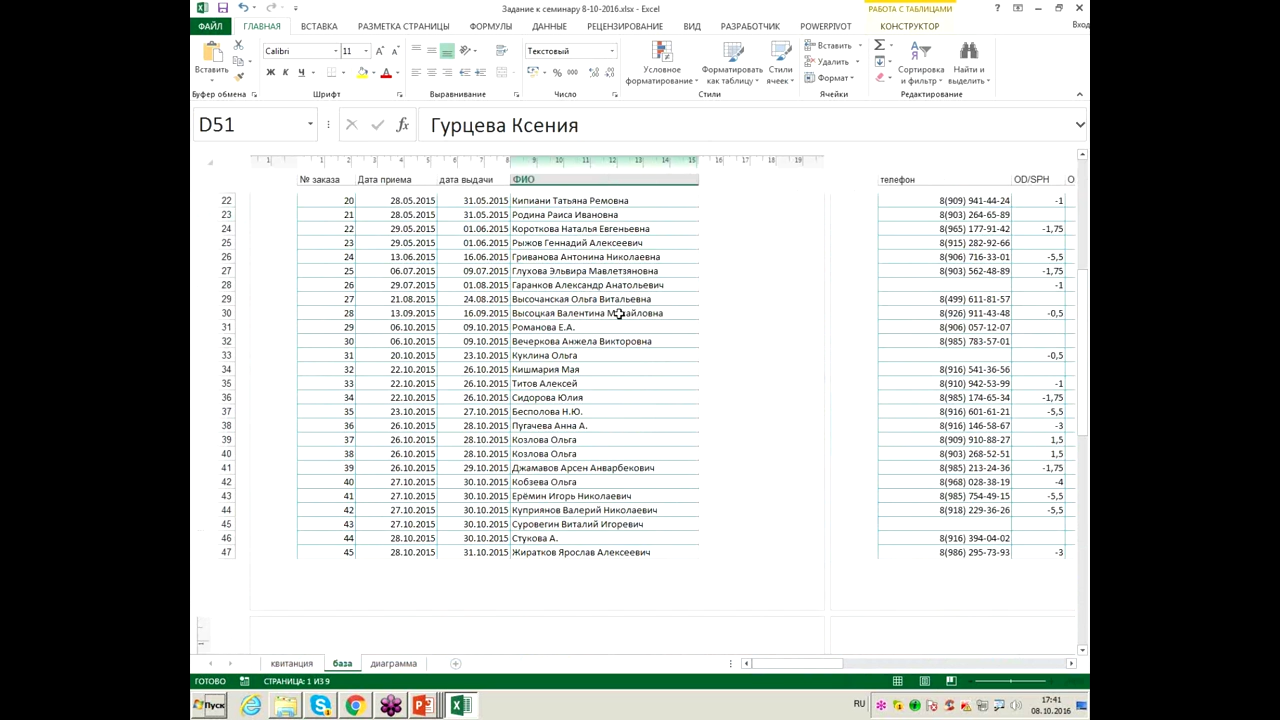 Задание к семинару 8-10-2016.xlsx - Excel
РАБОТА С ТАБЛИЦАМИ
Вход
ФАЙЛ ГЛАВНАЯ ВСТАВКА РАЗМЕТКА СТРАНИЦЫ ФОРМУЛЫ ДАННЫЕ РЕЦЕНЗИРОВАНИЕ ВИД РАЗРАБОТЧИК POWERPIVOT КОНСТРУКТОР
Вставить
Calibri 11
Ж К Ч
Текстовый
% 000
Условное форматирование
Форматировать как таблицу
Стили ячеек
Вставить
Удалить
Формат
Сортировка и фильтр
Найти и выделить
Буфер обмена Шрифт Выравнивание Число Стили Ячейки Редактирование
D51 fx Гурцева Ксения
1 1 2 3 4 5 6 7 8 9 10 11 12 13 14 15 16 17 18 19
№ заказа Дата приема дата выдачи ФИО телефон OD/SPH O
22 20 28.05.2015 31.05.2015 Кипиани Татьяна Ремовна 8(909) 941-44-24 -1
23 21 28.05.2015 31.05.2015 Родина Раиса Ивановна 8(903) 264-65-89
24 22 29.05.2015 01.06.2015 Короткова Наталья Евгеньевна 8(965) 177-91-42 -1,75
25 23 29.05.2015 01.06.2015 Рыжов Геннадий Алексеевич 8(915) 282-92-66
26 24 13.06.2015 16.06.2015 Гриванова Антонина Николаевна 8(906) 716-33-01 -5,5
27 25 06.07.2015 09.07.2015 Глухова Эльвира Мавлетзяновна 8(903) 562-48-89 -1,75
28 26 29.07.2015 01.08.2015 Гаранков Александр Анатольевич -1
29 27 21.08.2015 24.08.2015 Высочанская Ольга Витальевна 8(499) 611-81-57
30 28 13.09.2015 16.09.2015 Высоцкая Валентина Михайловна 8(926) 911-43-48 -0,5
31 29 06.10.2015 09.10.2015 Романова Е.А. 8(906) 057-12-07
32 30 06.10.2015 09.10.2015 Вечеркова Анжела Викторовна 8(985) 783-57-01
33 31 20.10.2015 23.10.2015 Куклина Ольга -0,5
34 32 22.10.2015 26.10.2015 Кишмария Мая 8(916) 541-36-56
35 33 22.10.2015 26.10.2015 Титов Алексей 8(910) 942-53-99 -1
36 34 22.10.2015 26.10.2015 Сидорова Юлия 8(985) 174-65-34 -1,75
37 35 23.10.2015 27.10.2015 Бесполова Н.Ю. 8(916) 601-61-21 -5,5
38 36 26.10.2015 28.10.2015 Пугачева Анна А. 8(916) 146-58-67 -3
39 37 26.10.2015 28.10.2015 Козлова Ольга 8(909) 910-88-27 1,5
40 38 26.10.2015 28.10.2015 Козлова Ольга 8(903) 268-52-51 1,5
41 39 26.10.2015 29.10.2015 Джамавов Арсен Анварбекович 8(985) 213-24-36 -1,75
42 40 27.10.2015 30.10.2015 Кобзева Ольга 8(968) 028-38-19 -4
43 41 27.10.2015 30.10.2015 Ерёмин Игорь Николаевич 8(985) 754-49-15 -5,5
44 42 27.10.2015 30.10.2015 Куприянов Валерий Николаевич 8(918) 229-36-26 -5,5
45 43 27.10.2015 30.10.2015 Суровегин Виталий Игоревич
46 44 28.10.2015 30.10.2015 Стукова А. 8(916) 394-04-02
47 45 28.10.2015 31.10.2015 Жиратков Ярослав Алексеевич 8(986) 295-73-93 -3
квитанция база диаграмма
ГОТОВО СТРАНИЦА: 1 ИЗ 9
Пуск RU 17:41
08.10.2016